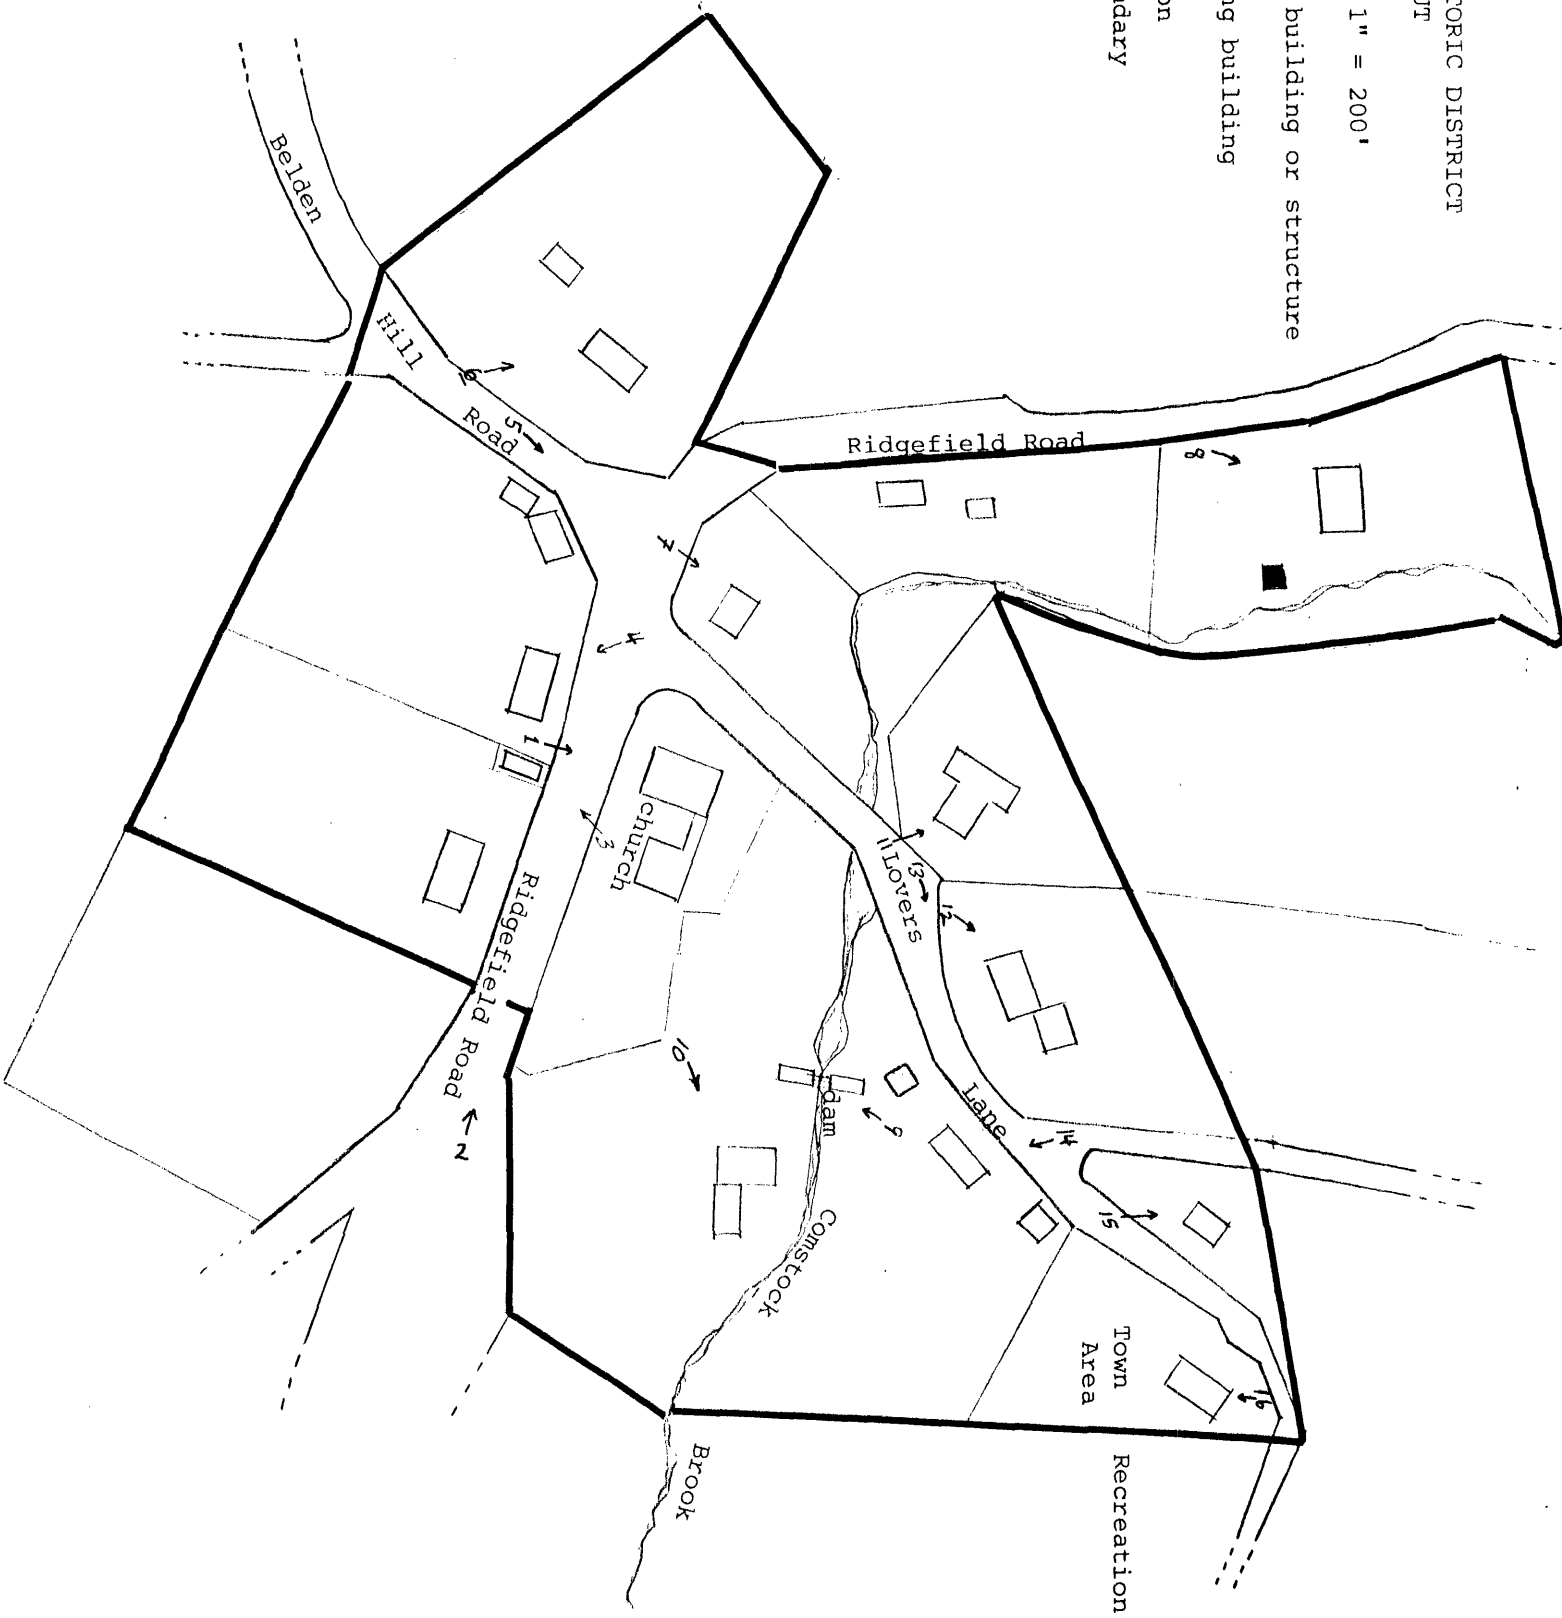 TORIC DISTRICT
UT
1" = 200'
building or structure
ng building
on
ndary
Belden
Hill
Road
Ridgefield Road
church
Ridgefield Road
Lovers
Lane
dam
Comstock
Brook
Town
Area
Recreation
1
2
3
4
5
6
7
8
9
10
11
12
13
14
15
16